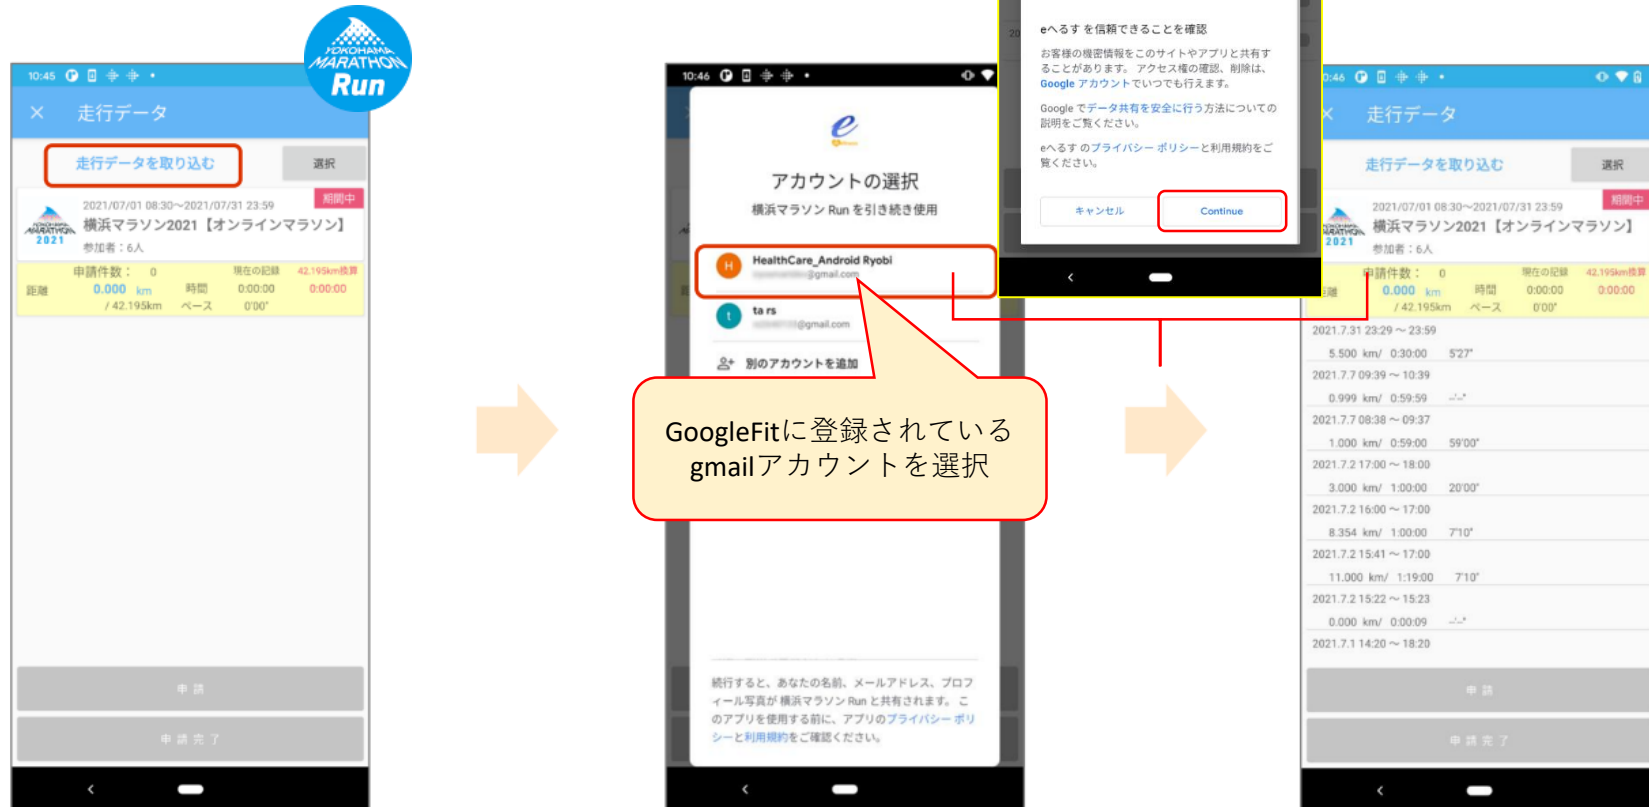 YOKOHAMA
MARATHON
Run
10:45
走行データ
走行データを取り込む
選択
期間中
2021/07/01 08:30～2021/07/31 23:59
横浜マラソン2021【オンラインマラソン】
参加者：6人
YOKOHAMA
MARATHON
2021
申請件数： 0
現在の記録
42.195km換算
距離
0.000 km
時間
0:00:00
0:00:00
/ 42.195km
ペース
0'00"
申請
申請完了
10:46
アカウントの選択
横浜マラソン Run を引き続き使用
H
HealthCare_Android Ryobi
@gmail.com
t
ta rs
@gmail.com
別のアカウントを追加
GoogleFitに登録されている
gmailアカウントを選択
続行すると、あなたの名前、メールアドレス、プロフ
ィール写真が 横浜マラソン Run と共有されます。こ
のアプリを使用する前に、アプリのプライバシー ポリ
シーと利用規約をご確認ください。
eへるす を信頼できることを確認
お客様の機密情報をこのサイトやアプリと共有す
ることがあります。 アクセス権の確認、削除は、
Google アカウントでいつでも行えます。
Google でデータ共有を安全に行う方法についての
説明をご覧ください。
eへるす のプライバシー ポリシーと利用規約をご
覧ください。
キャンセル
Continue
:46
走行データ
走行データを取り込む
選択
期間中
2021/07/01 08:30～2021/07/31 23:59
横浜マラソン2021【オンラインマラソン】
参加者：6人
MARATHON
2021
申請件数： 0
現在の記録
42.195km換算
距離
0.000 km
時間
0:00:00
0:00:00
/ 42.195km
ペース
0'00"
2021.7.31 23:29 ～ 23:59
5.500 km/ 0:30:00 5'27"
2021.7.7 09:39 ～ 10:39
0.999 km/ 0:59:59 --'--"
2021.7.7 08:38 ～ 09:37
1.000 km/ 0:59:00 59'00"
2021.7.2 17:00 ～ 18:00
3.000 km/ 1:00:00 20'00"
2021.7.2 16:00 ～ 17:00
8.354 km/ 1:00:00 7'10"
2021.7.2 15:41 ～ 17:00
11.000 km/ 1:19:00 7'10"
2021.7.2 15:22 ～ 15:23
0.000 km/ 0:00:09 --'--"
2021.7.1 14:20 ～ 18:20
申請
申請完了